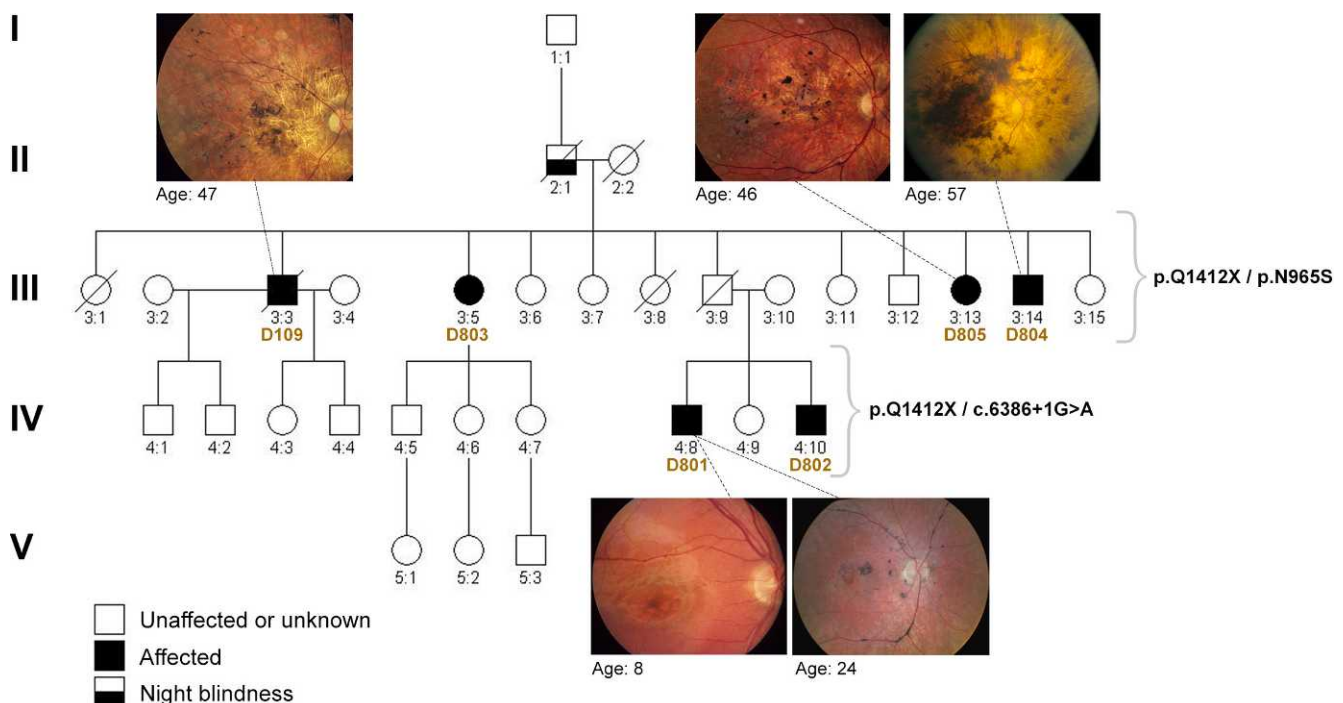 I
1:1
II
2:1 2:2
Age: 47 Age: 46 Age: 57
III
3:1 3:2 3:3 3:4 3:5 3:6 3:7 3:8 3:9 3:10 3:11 3:12 3:13 3:14 3:15
D109 D803 D805 D804
p.Q1412X / p.N965S
IV
4:1 4:2 4:3 4:4 4:5 4:6 4:7 4:8 4:9 4:10
D801 D802
p.Q1412X / c.6386+1G>A
V
5:1 5:2 5:3
Unaffected or unknown
Affected
Night blindness
Age: 8 Age: 24